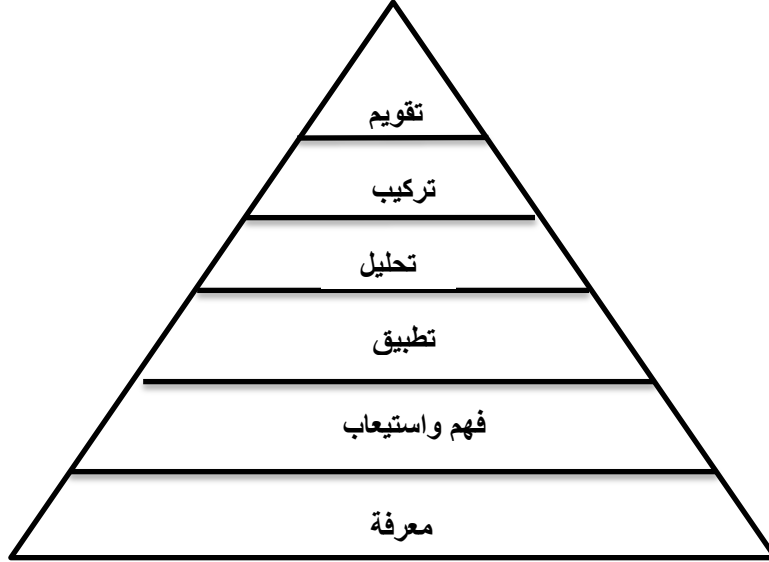 تقويم
تركيب
تحليل
تطبيق
فهم واستيعاب
معرفة